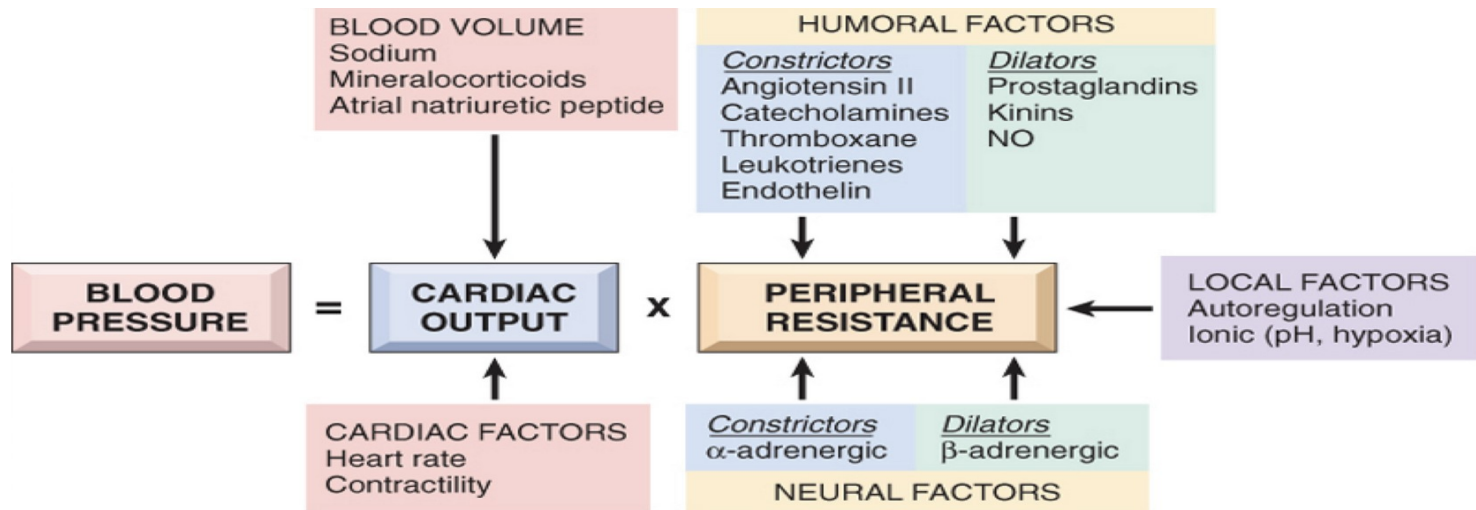 BLOOD VOLUME
Sodium
Mineralocorticoids
Atrial natriuretic peptide
HUMORAL FACTORS
Constrictors
Angiotensin II
Catecholamines
Thromboxane
Leukotrienes
Endothelin
Dilators
Prostaglandins
Kinins
NO
BLOOD
PRESSURE
=
CARDIAC
OUTPUT
x
PERIPHERAL
RESISTANCE
LOCAL FACTORS
Autoregulation
Ionic (pH, hypoxia)
CARDIAC FACTORS
Heart rate
Contractility
Constrictors
α-adrenergic
Dilators
β-adrenergic
NEURAL FACTORS